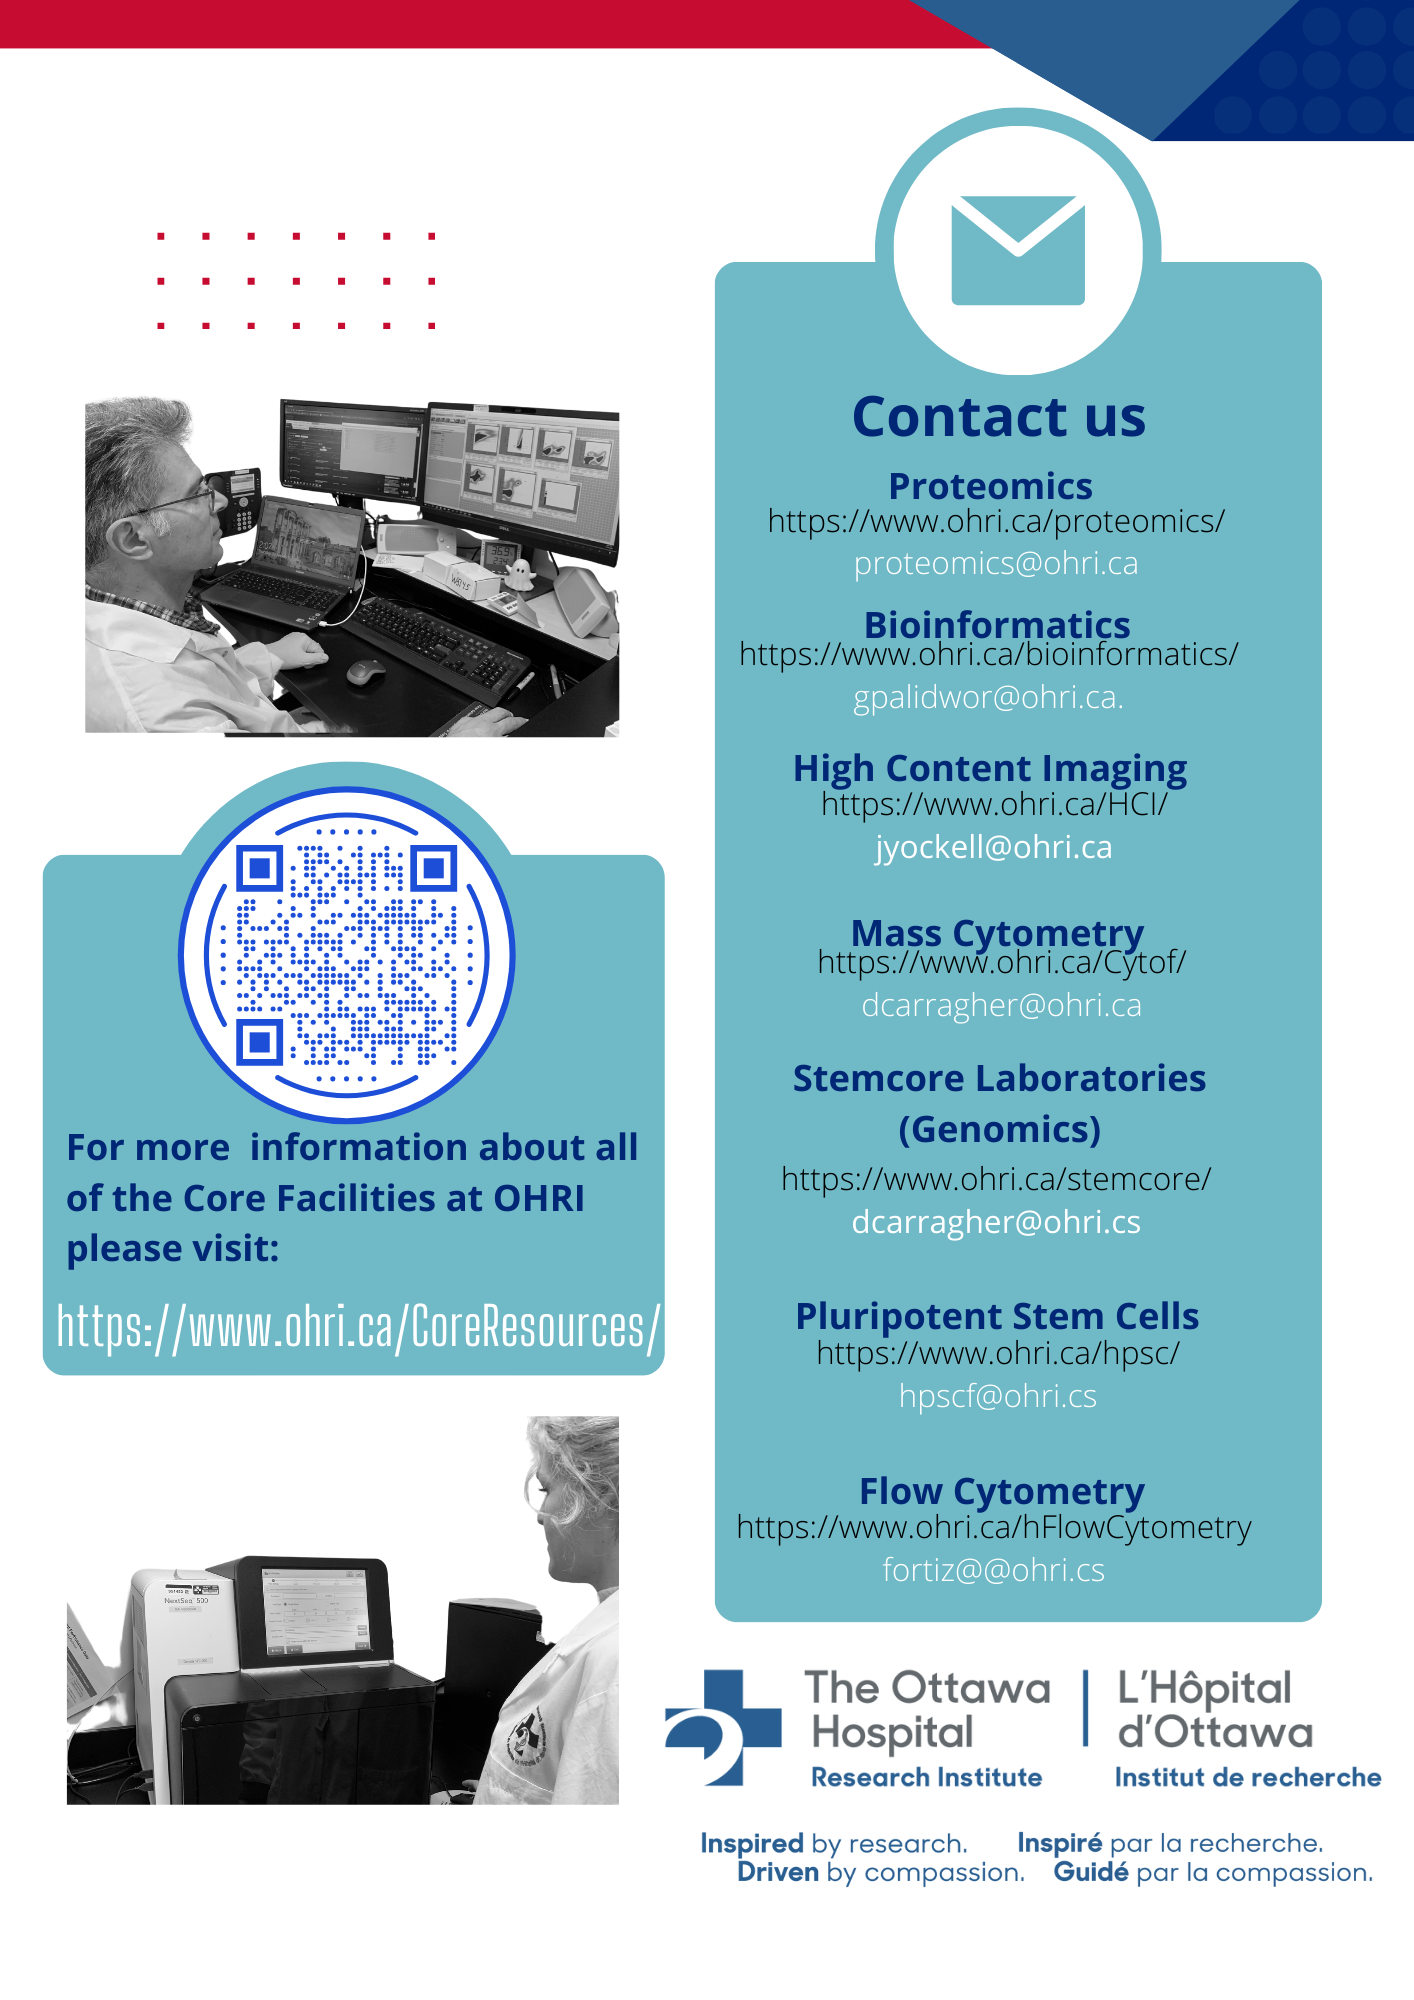 Contact us
Proteomics
https://www.ohri.ca/proteomics/
proteomics@ohri.ca
Bioinformatics
https://www.ohri.ca/bioinformatics/
gpalidwor@ohri.ca.
High Content Imaging
https://www.ohri.ca/HCI/
jyockell@ohri.ca
Mass Cytometry
https://www.ohri.ca/Cytof/
dcarragher@ohri.ca
Stemcore Laboratories
(Genomics)
https://www.ohri.ca/stemcore/
dcarragher@ohri.cs
Pluripotent Stem Cells
https://www.ohri.ca/hpsc/
hpscf@ohri.cs
Flow Cytometry
https://www.ohri.ca/hFlowCytometry
fortiz@@ohri.cs
For more information about all
of the Core Facilities at OHRI
please visit:
https://www.ohri.ca/CoreResources/
NextSeq 500
The Ottawa
Hospital
Research Institute
L'Hôpital
d'Ottawa
Institut de recherche
Inspired by research.
Driven by compassion.
Inspiré par la recherche.
Guidé par la compassion.